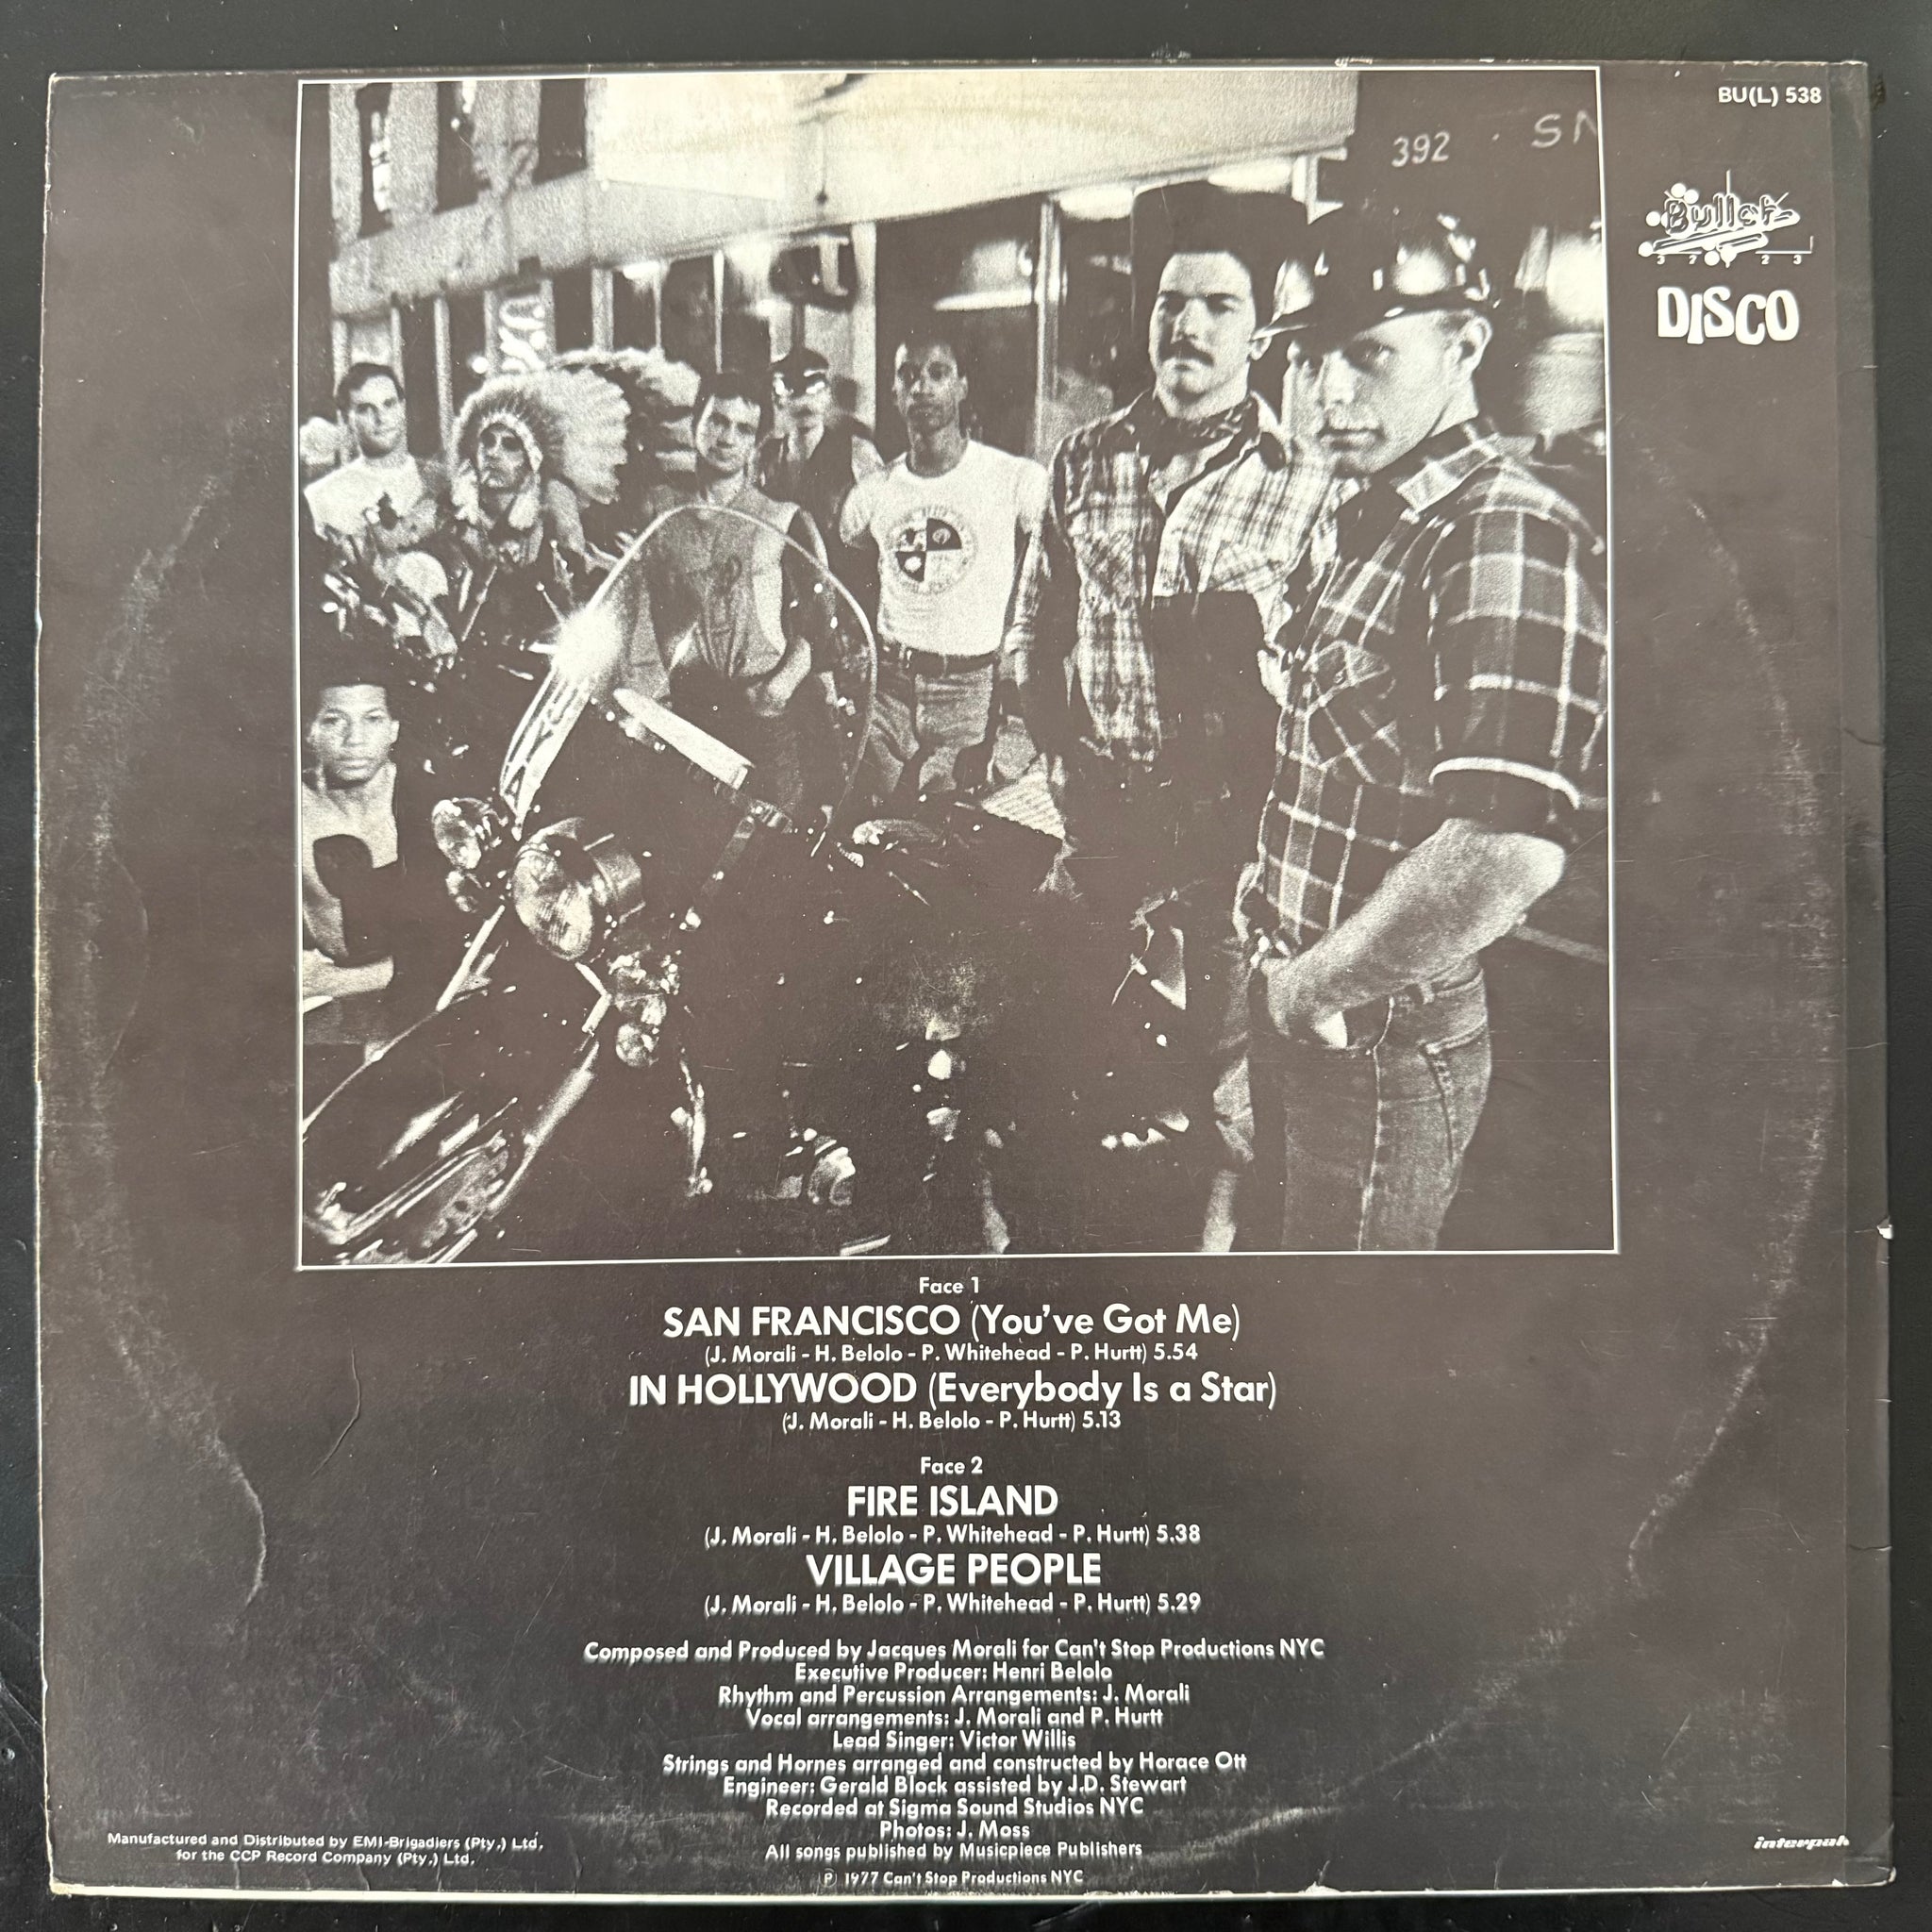 BU(L) 538
392 · SN
Bullet
3 7 2 3
DISCO
Face 1
SAN FRANCISCO (You've Got Me)
(J. Morali - H. Belolo - P. Whitehead - P. Hurtt) 5.54
IN HOLLYWOOD (Everybody Is a Star)
(J. Morali - H. Belolo - P. Hurtt) 5.13
Face 2
FIRE ISLAND
(J. Morali - H. Belolo - P. Whitehead - P. Hurtt) 5.38
VILLAGE PEOPLE
(J. Morali - H. Belolo - P. Whitehead - P. Hurtt) 5.29
Composed and Produced by Jacques Morali for Can't Stop Productions NYC
Executive Producer: Henri Belolo
Rhythm and Percussion Arrangements: J. Morali
Vocal arrangements: J. Morali and P. Hurtt
Lead Singer: Victor Willis
Strings and Hornes arranged and constructed by Horace Ott
Engineer: Gerald Block assisted by J.D. Stewart
Recorded at Sigma Sound Studios NYC
Photos: J. Moss
All songs published by Musicpiece Publishers
℗ 1977 Can't Stop Productions NYC
Manufactured and Distributed by EMI-Brigadiers (Pty.) Ltd.
for the CCP Record Company (Pty.) Ltd.
interpak